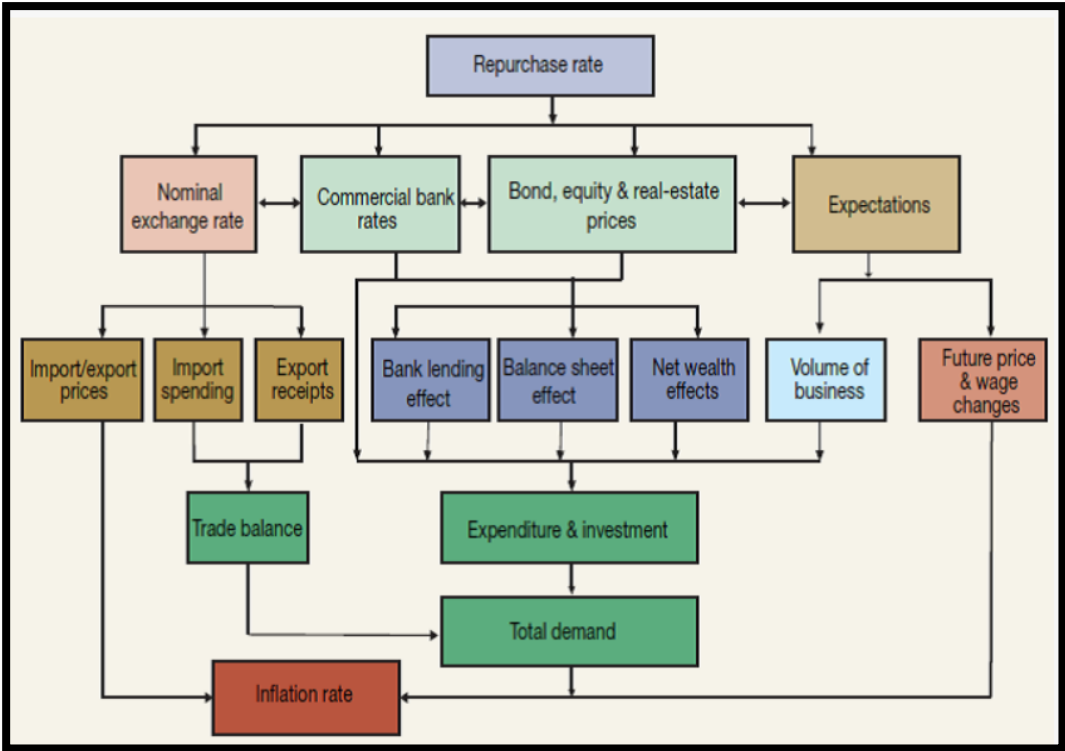 Repurchase rate
Nominal
exchange rate
Commercial bank
rates
Bond, equity & real-estate
prices
Expectations
Import/export
prices
Import
spending
Export
receipts
Bank lending
effect
Balance sheet
effect
Net wealth
effects
Volume of
business
Future price
& wage
changes
Trade balance
Expenditure & investment
Total demand
Inflation rate